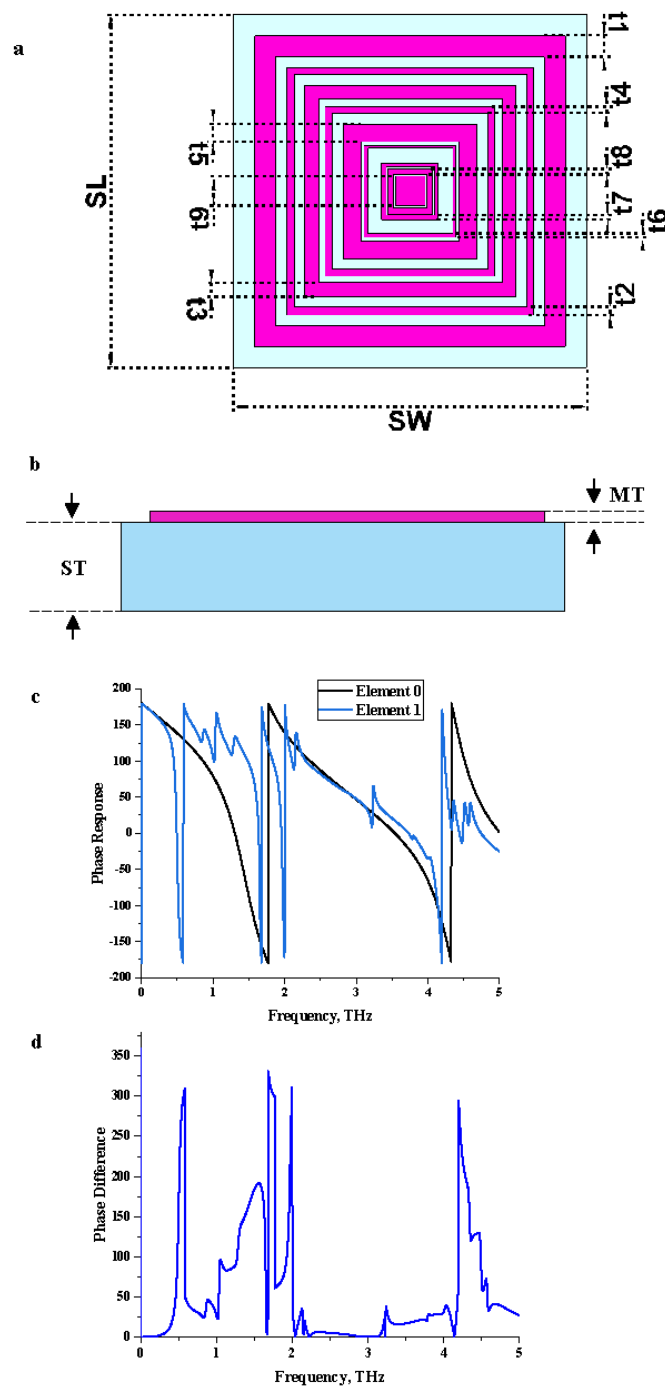 a
t1
t4
t5
t8
SL
t9
t7
t6
t3
t2
SW
b
MT
ST
c
200
150
100
50
0
-50
-100
-150
-200
Phase Response
Element 0
Element 1
0 1 2 3 4 5
Frequency, THz
d
350
300
250
200
150
100
50
0
Phase Difference
0 1 2 3 4 5
Frequency, THz